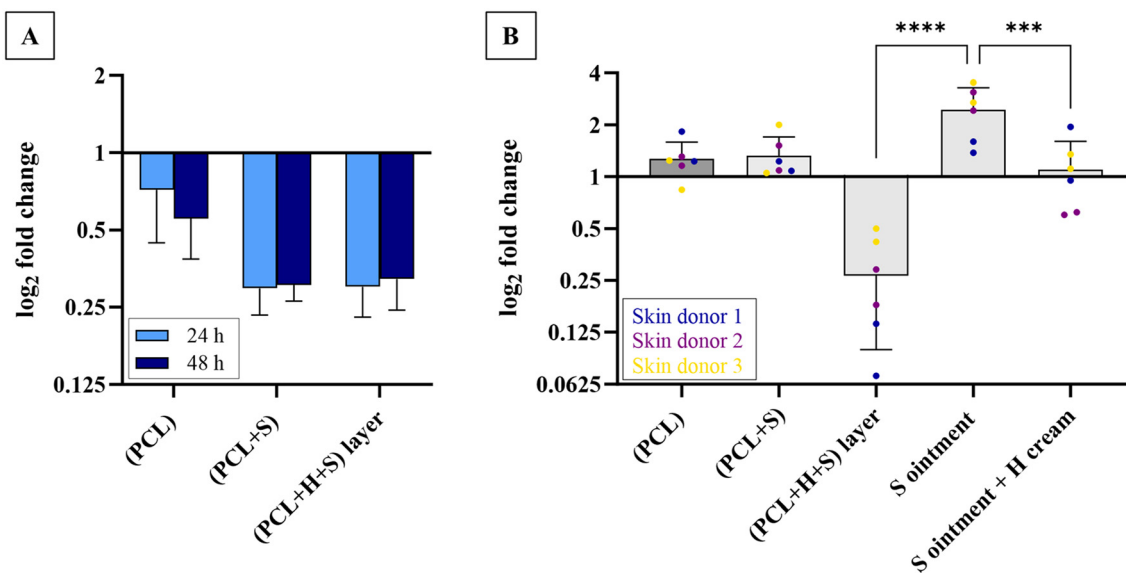 A
log2 fold change
2
1
0.5
0.25
0.125
24 h
48 h
(PCL)
(PCL+S)
(PCL+H+S) layer
B
log2 fold change
4
2
1
0.5
0.25
0.125
0.0625
****
***
Skin donor 1
Skin donor 2
Skin donor 3
(PCL)
(PCL+S)
(PCL+H+S) layer
S ointment
S ointment + H cream